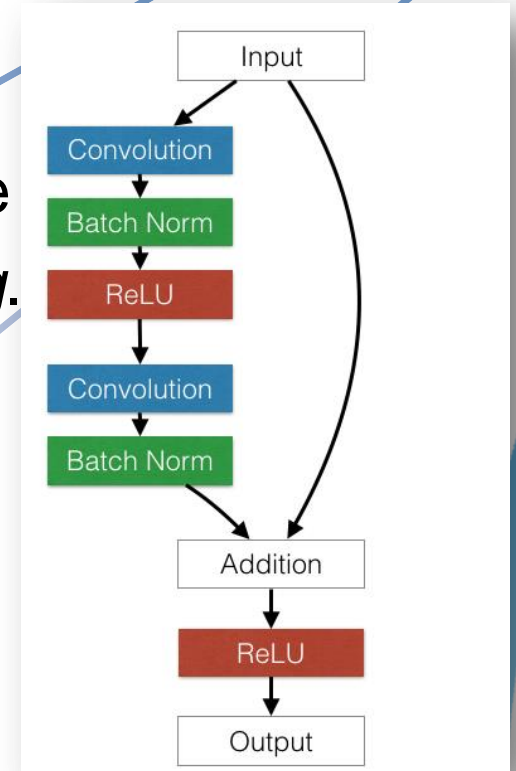 Input
Convolution
Batch Norm
ReLU
Convolution
Batch Norm
Addition
ReLU
Output